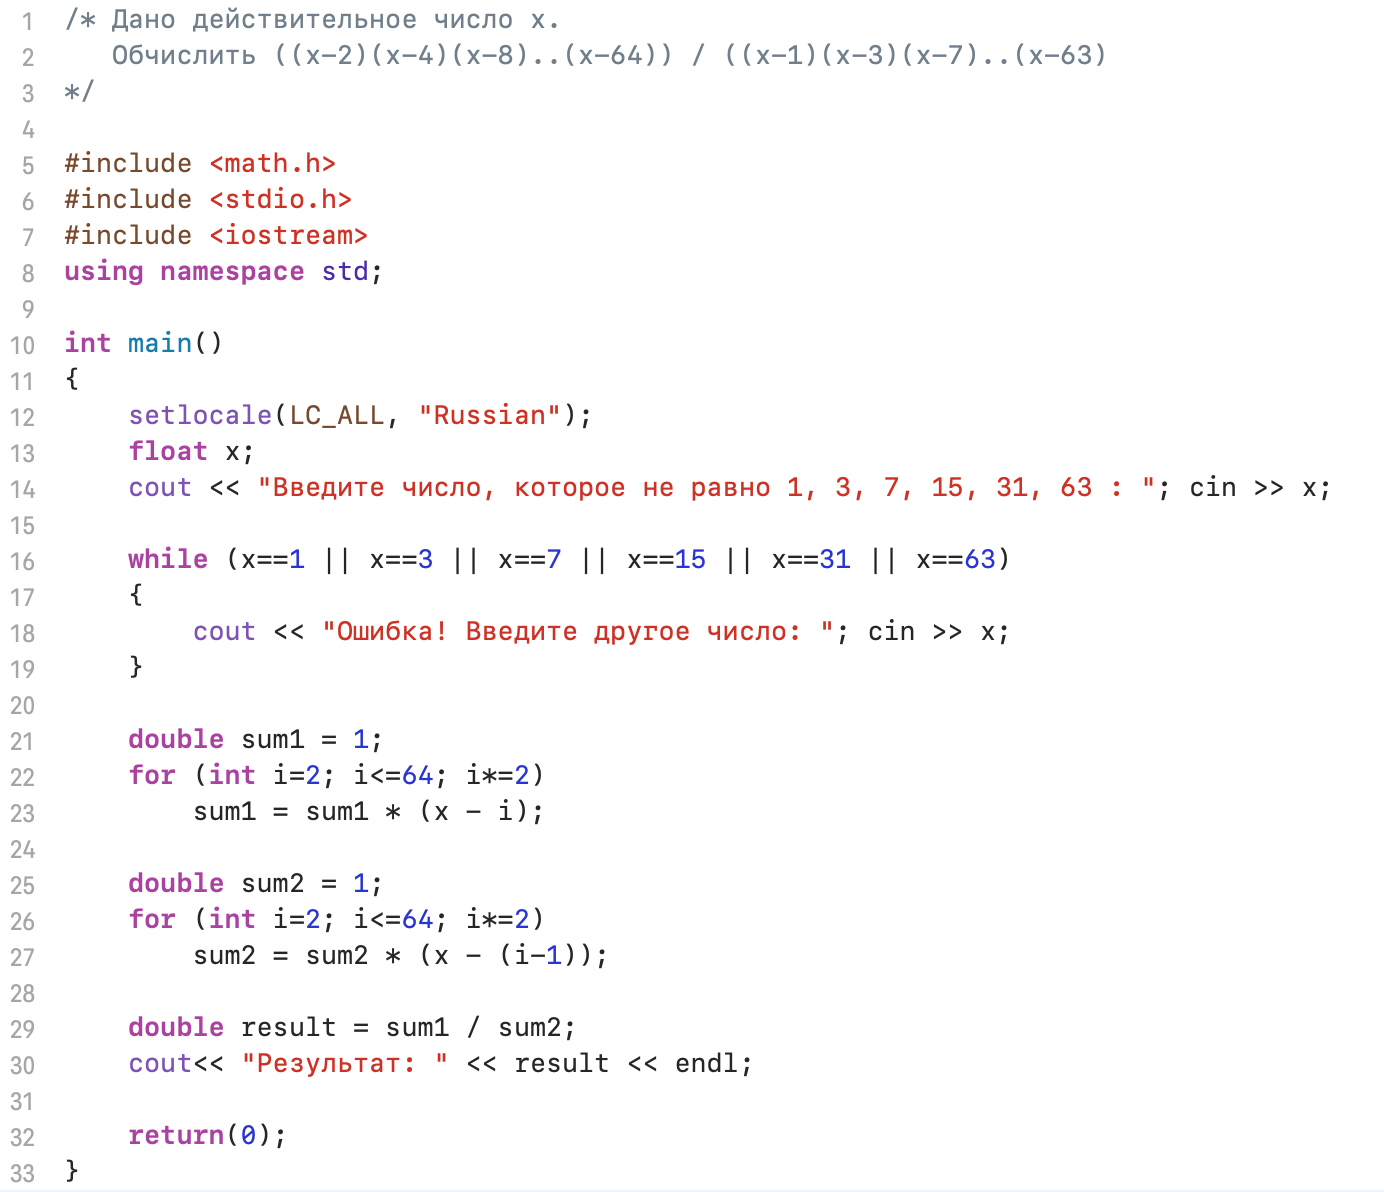 1 /* Дано действительное число x.
2    Обчислить ((x-2)(x-4)(x-8)..(x-64)) / ((x-1)(x-3)(x-7)..(x-63)
3 */
4
5 #include <math.h>
6 #include <stdio.h>
7 #include <iostream>
8 using namespace std;
9
10 int main()
11 {
12     setlocale(LC_ALL, "Russian");
13     float x;
14     cout << "Введите число, которое не равно 1, 3, 7, 15, 31, 63 : "; cin >> x;
15
16     while (x==1 || x==3 || x==7 || x==15 || x==31 || x==63)
17     {
18         cout << "Ошибка! Введите другое число: "; cin >> x;
19     }
20
21     double sum1 = 1;
22     for (int i=2; i<=64; i*=2)
23         sum1 = sum1 * (x - i);
24
25     double sum2 = 1;
26     for (int i=2; i<=64; i*=2)
27         sum2 = sum2 * (x - (i-1));
28
29     double result = sum1 / sum2;
30     cout<< "Результат: " << result << endl;
31
32     return(0);
33 }